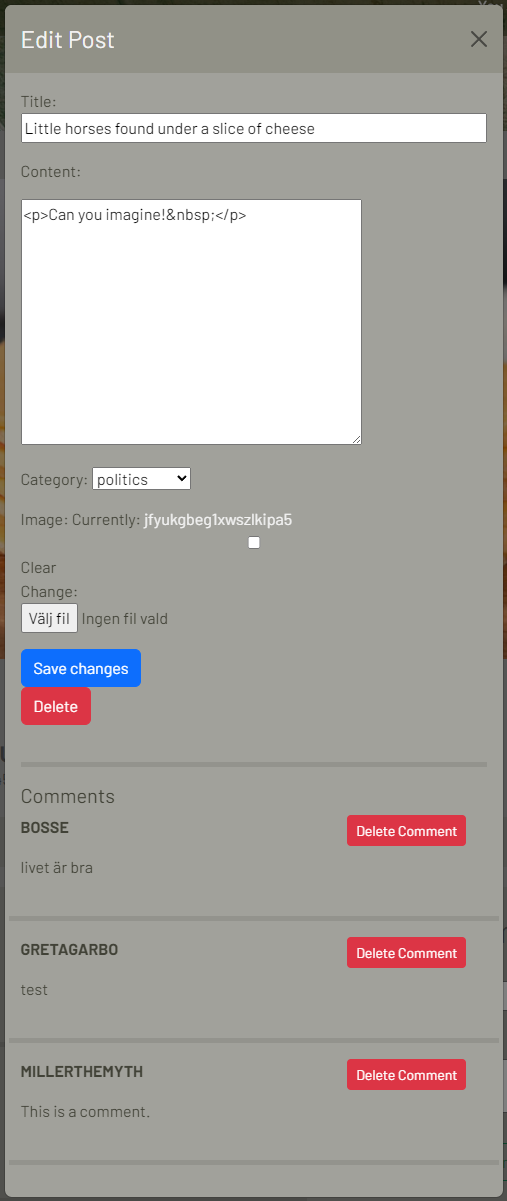 Edit Post
Title:
Little horses found under a slice of cheese
Content:
<p>Can you imagine!&nbsp;</p>
Category: politics
Image: Currently: jfyukgbeg1xwszlkipa5
Clear
Change:
Välj fil Ingen fil vald
Save changes
Delete
Comments
BOSSE Delete Comment
livet är bra
GRETAGARBO Delete Comment
test
MILLERTHEMYTH Delete Comment
This is a comment.